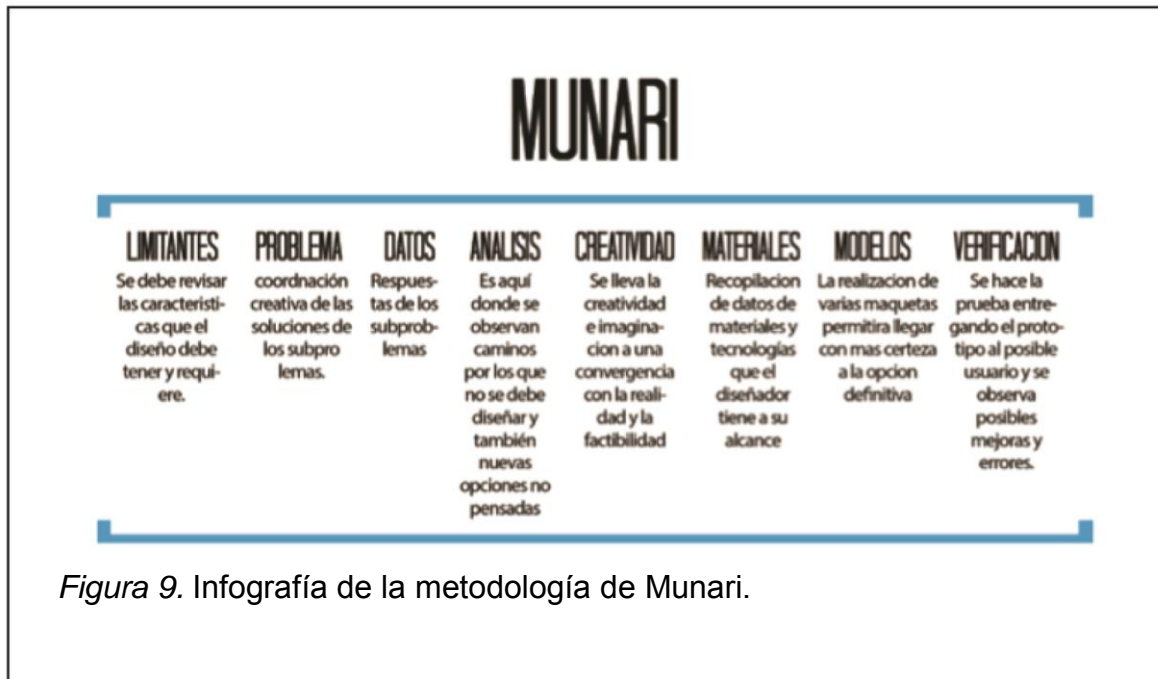 MUNARI
LIMITANTES
Se debe revisar
las caracteristi-
cas que el
diseño debe
tener y requi-
ere.
PROBLEMA
coordnación
creativa de las
soluciones de
los subpro
lemas.
DATOS
Respues-
tas de los
subprob-
lemas
ANALISIS
Es aquí
donde se
observan
caminos
por los que
no se debe
diseñar y
también
nuevas
opciones no
pensadas
CREATIVIDAD
Se lleva la
creatividad
e imagina-
cion a una
convergencia
con la reali-
dad y la
factibilidad
MATERIALES
Recopilacion
de datos de
materiales y
tecnologías
que el
diseñador
tiene a su
alcance
MODELOS
La realizacion de
varias maquetas
permitira llegar
con mas certeza
a la opcion
definitiva
VERIFICACION
Se hace la
prueba entre-
gando el proto-
tipo al posible
usuario y se
observa
posibles
mejoras y
errores.
Figura 9. Infografía de la metodología de Munari.